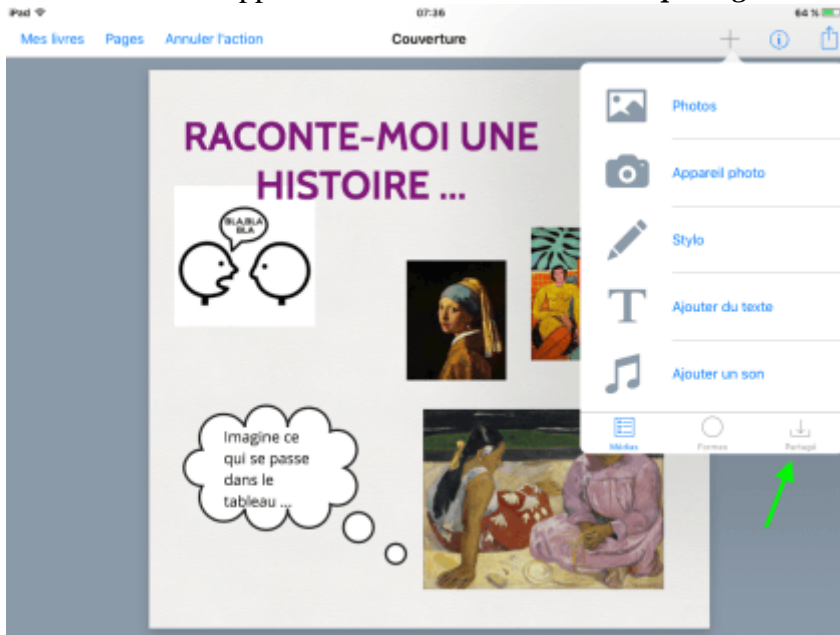 iPad 07:36 64 %
Mes livres Pages Annuler l'action Couverture
Photos
Appareil photo
Stylo
Ajouter du texte
Ajouter un son
Médias Formes Partagé
RACONTE-MOI UNE
HISTOIRE ...
BLA,BLA
BLA
Imagine ce
qui se passe
dans le
tableau ...